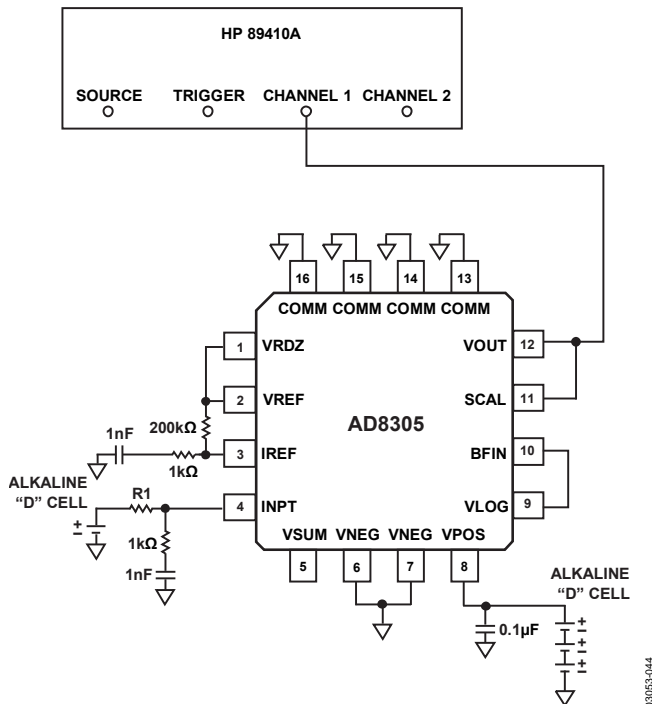 HP 89410A
SOURCE TRIGGER CHANNEL 1 CHANNEL 2
16 15 14 13
COMM COMM COMM COMM
1 VRDZ VOUT 12
2 VREF SCAL 11
200kΩ
AD8305
1nF
3 IREF BFIN 10
1kΩ
ALKALINE
“D” CELL
R1
4 INPT VLOG 9
+
–
1kΩ
VSUM VNEG VNEG VPOS
1nF
5 6 7 8
ALKALINE
“D” CELL
0.1µF
+
–
+
–
+
–
03053-044